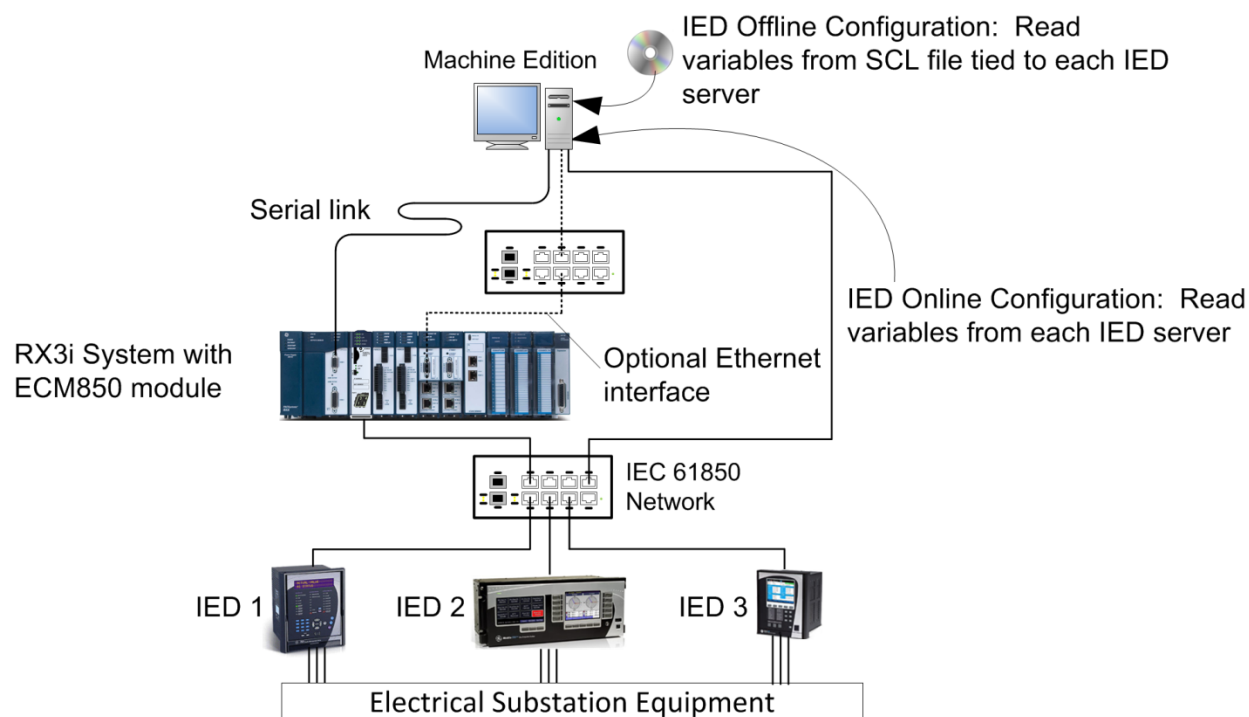 IED Offline Configuration:  Read
variables from SCL file tied to each IED
server
Machine Edition
Serial link
IED Online Configuration:  Read
variables from each IED server
RX3i System with
ECM850 module
Optional Ethernet
interface
IEC 61850
Network
IED 1
IED 2
IED 3
Electrical Substation Equipment